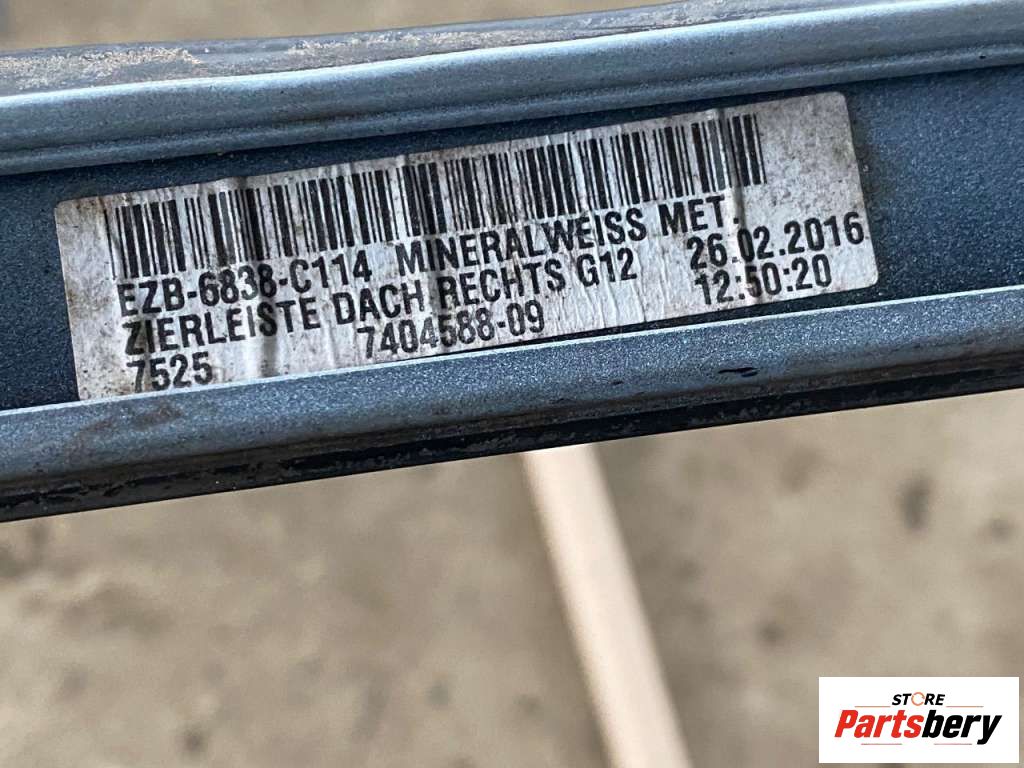 EZB-6838-C114 MINERALWEISS MET.
ZIERLEISTE DACH RECHTS G12 26.02.2016
7525 7404588-09 12:50:20
STORE
Partsbery